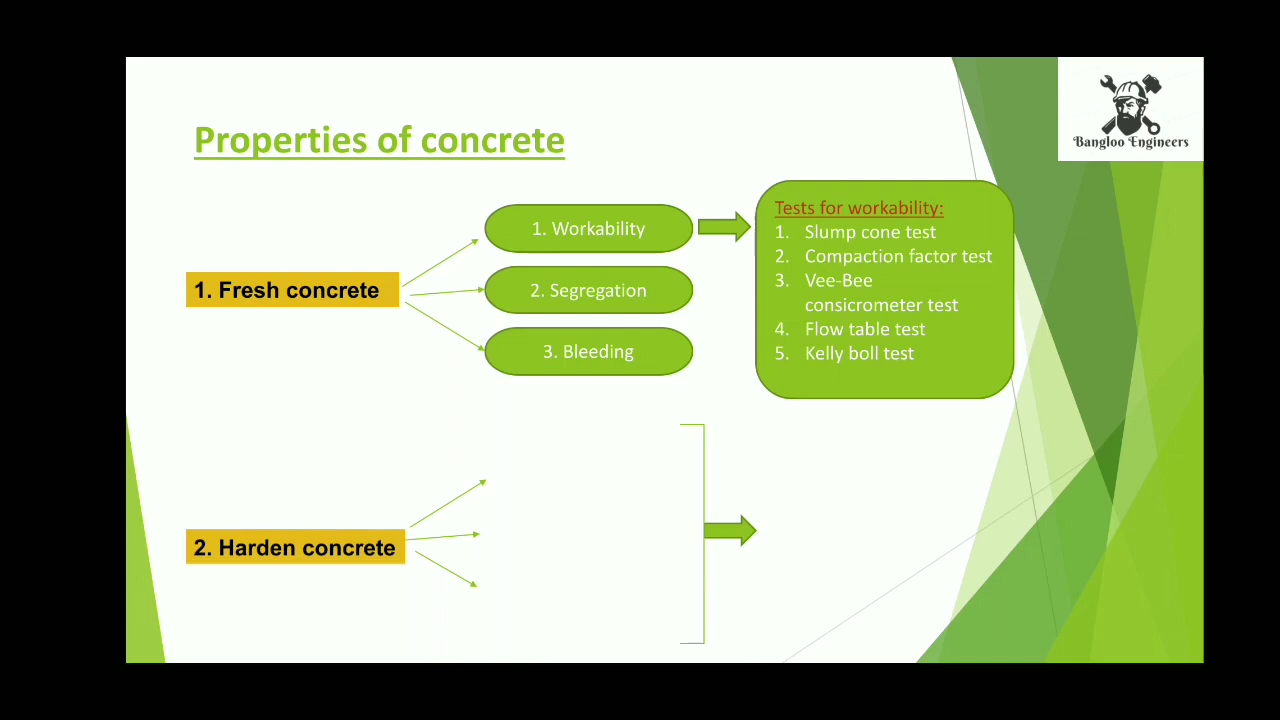 Properties of concrete
Bangloo Engineers
1. Fresh concrete
1. Workability
2. Segregation
3. Bleeding
Tests for workability:
1. Slump cone test
2. Compaction factor test
3. Vee-Bee
consicrometer test
4. Flow table test
5. Kelly boll test
2. Harden concrete